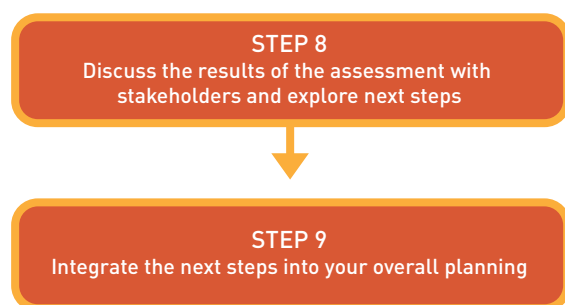 STEP 8
Discuss the results of the assessment with
stakeholders and explore next steps
STEP 9
Integrate the next steps into your overall planning